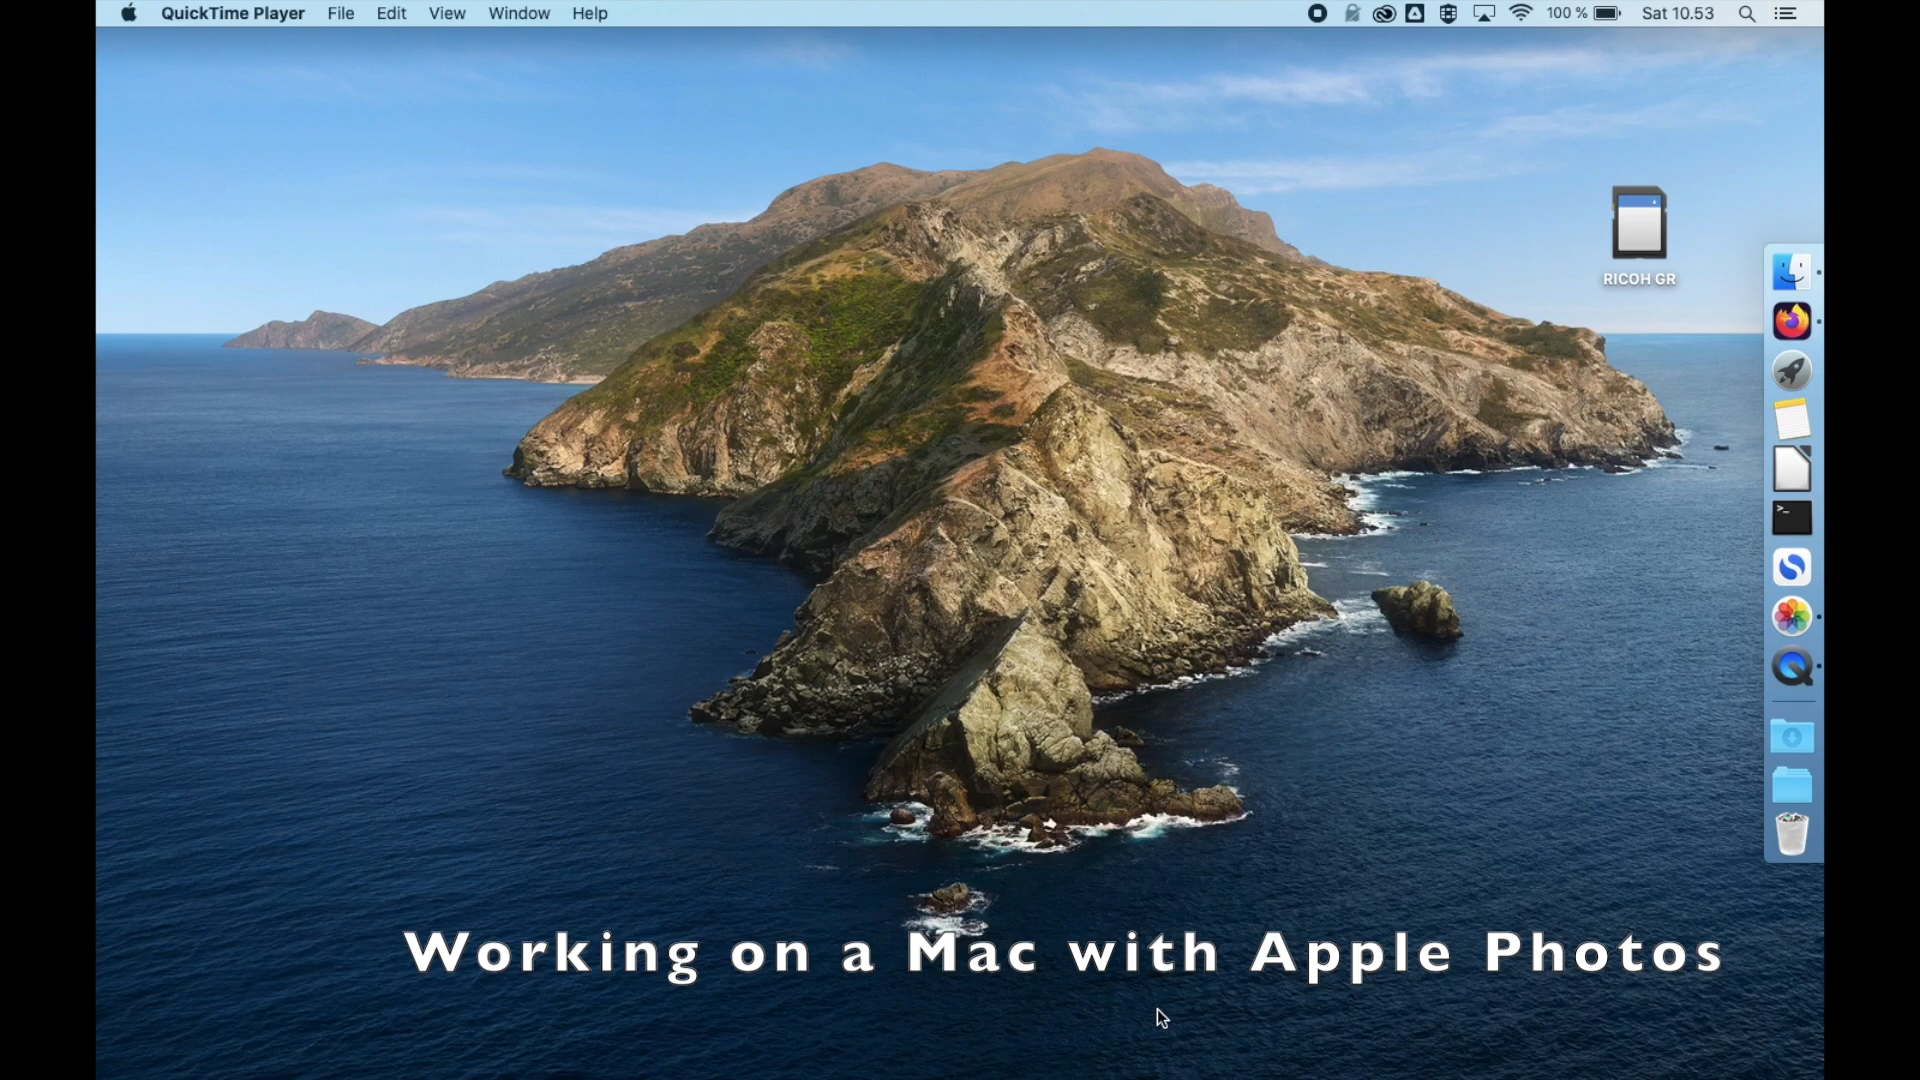 QuickTime Player File Edit View Window Help 100 % Sat 10.53
RICOH GR
>_
Working on a Mac with Apple Photos